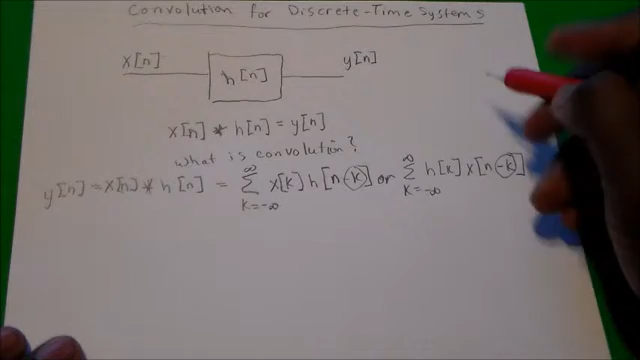 Convolution for Discrete-Time Systems
x[n] h[n] y[n]
x[n] * h[n] = y[n]
what is convolution?
y[n] = x[n] * h[n] = ∑ k=-∞ ∞ x[k] h[n-k] or ∑ k=-∞ ∞ h[k] x[n-k]